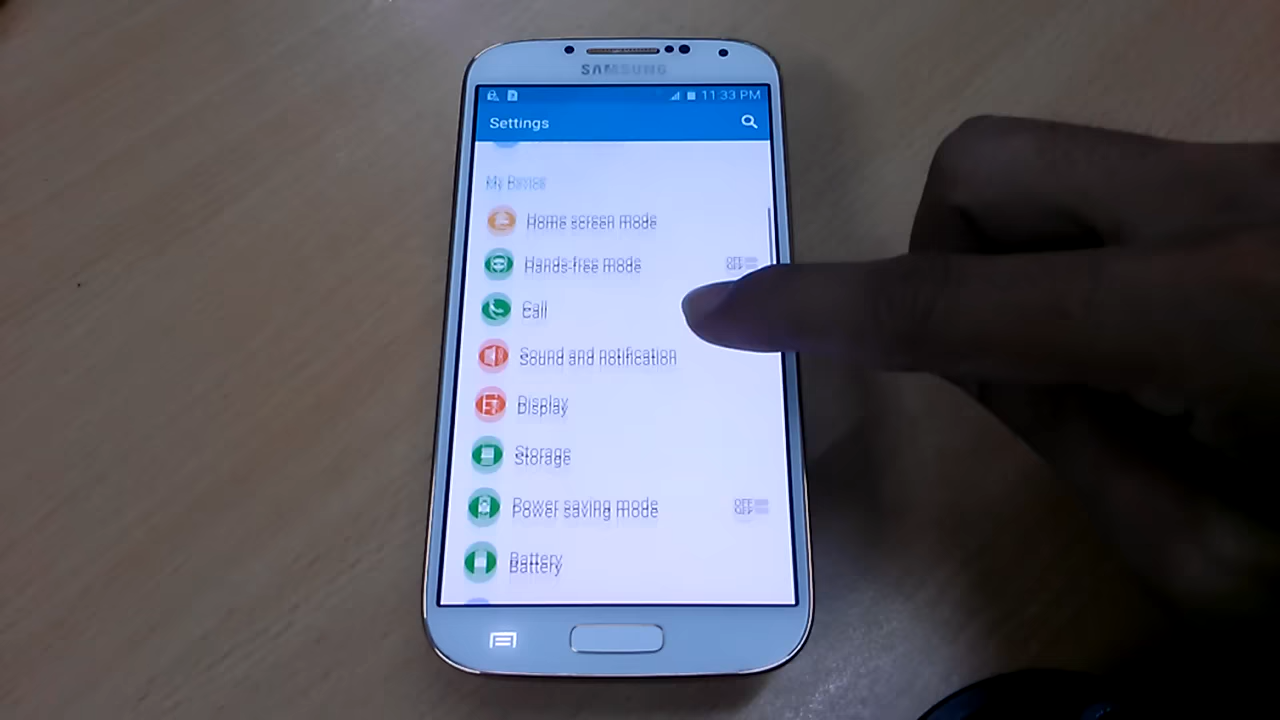 SAMSUNG
11:33 PM
Settings
My Device
Home screen mode
Hands-free mode
OFF
Call
Sound and notification
Display
Storage
Power saving mode
OFF
Battery